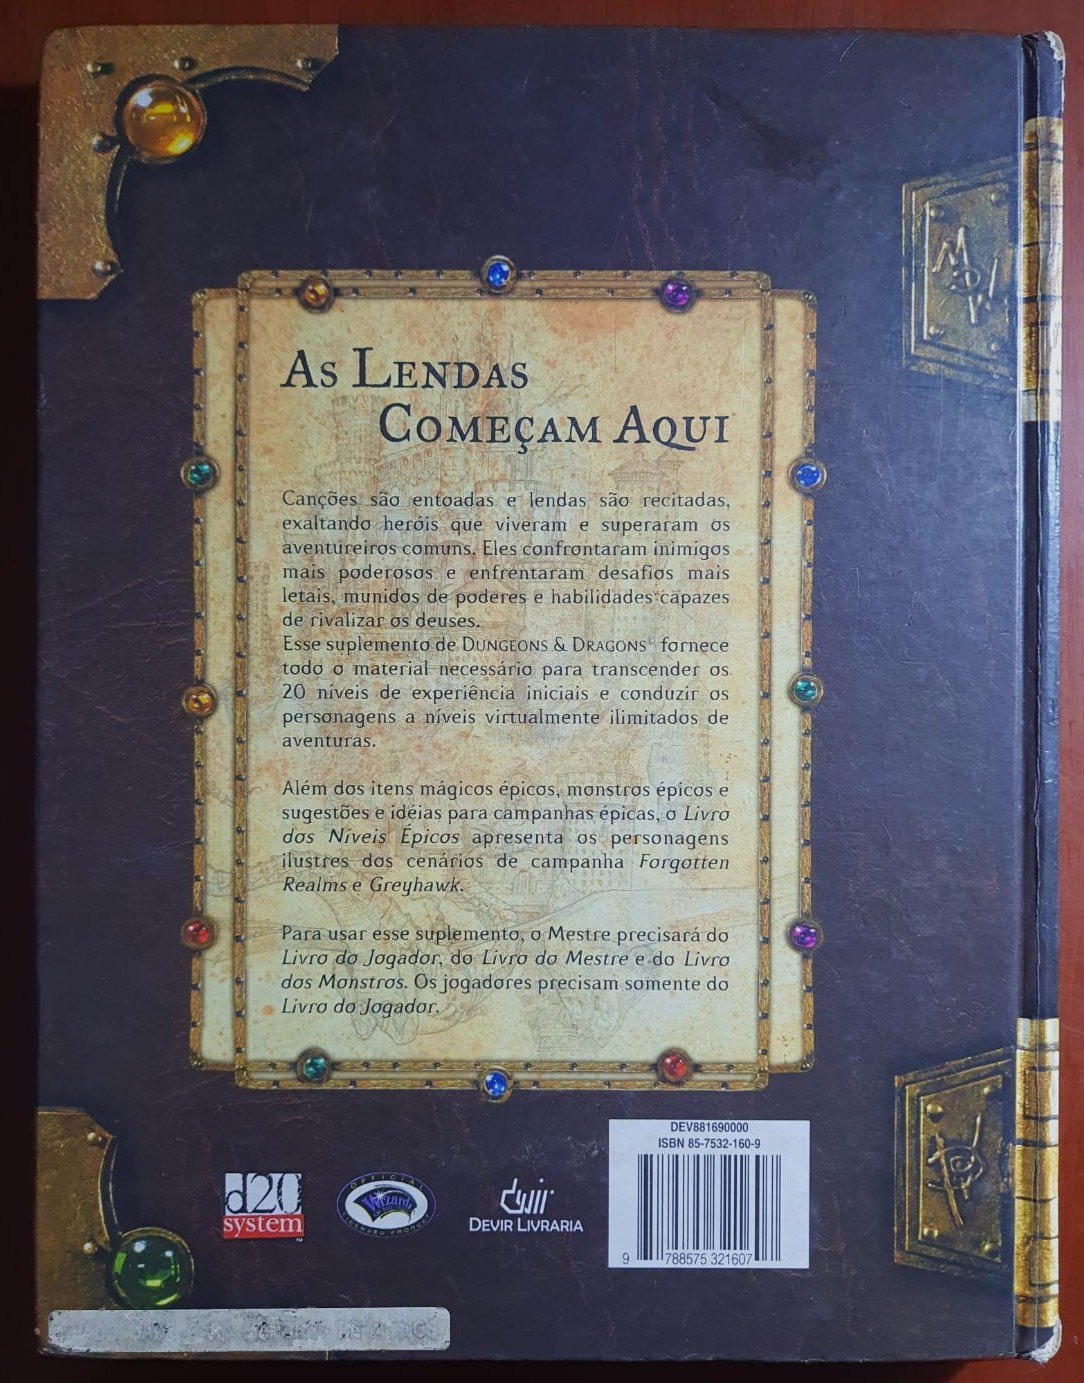 As Lendas
Começam Aqui
Canções são entoadas e lendas são recitadas,
exaltando heróis que viveram e superaram os
aventureiros comuns. Eles confrontaram inimigos
mais poderosos e enfrentaram desafios mais
letais, munidos de poderes e habilidades capazes
de rivalizar os deuses.
Esse suplemento de Dungeons & Dragons® fornece
todo o material necessário para transcender os
20 níveis de experiência iniciais e conduzir os
personagens a níveis virtualmente ilimitados de
aventuras.
Além dos itens mágicos épicos, monstros épicos e
sugestões e idéias para campanhas épicas, o Livro
dos Níveis Épicos apresenta os personagens
ilustres dos cenários de campanha Forgotten
Realms e Greyhawk.
Para usar esse suplemento, o Mestre precisará do
Livro do Jogador, do Livro do Mestre e do Livro
dos Monstros. Os jogadores precisam somente do
Livro do Jogador.
DEV881690000
ISBN 85-7532-160-9
9 788575 321607
d20
system™
OFFICIAL
Wizards
LICENSED PRODUCT
devir
Devir Livraria